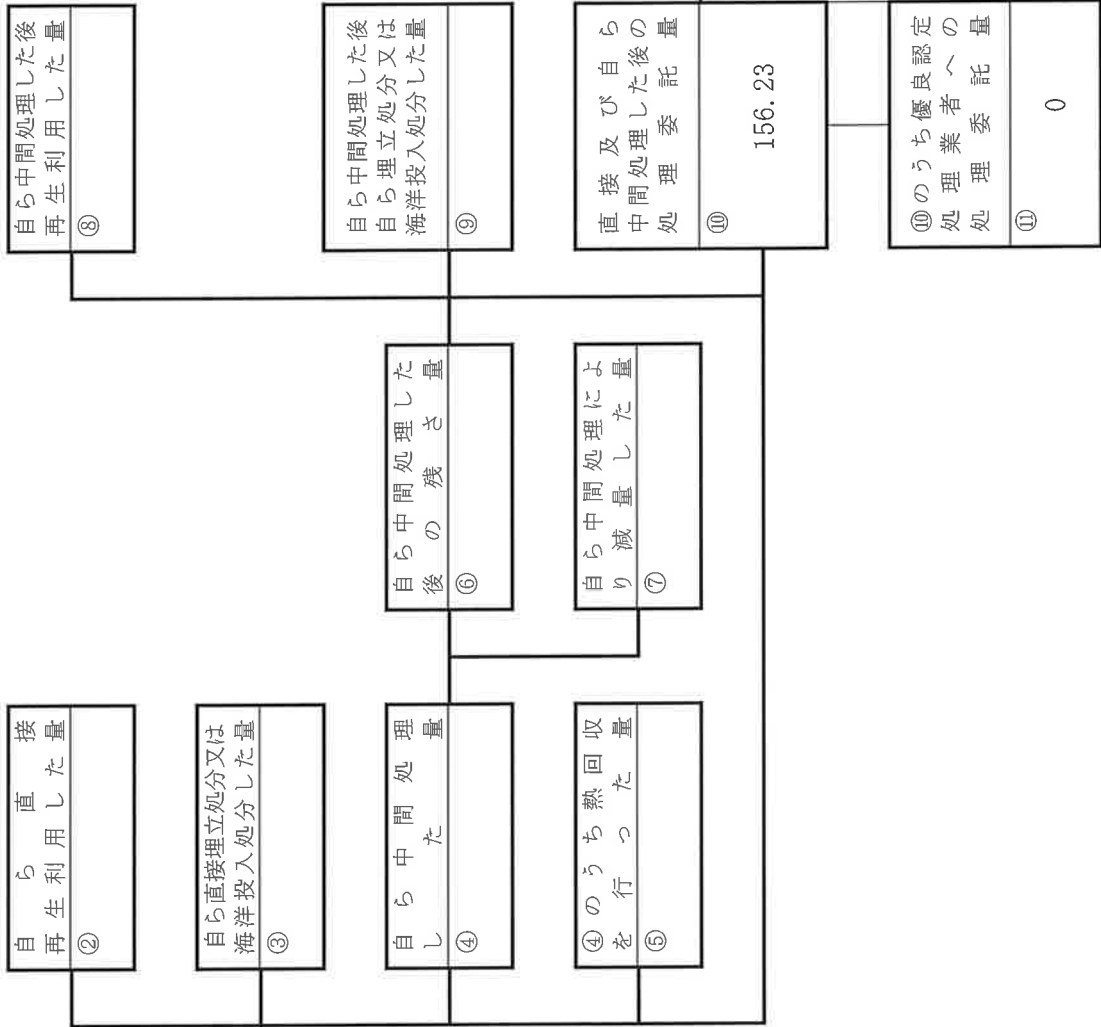 自ら直接
再生利用した量
②
自ら直接埋立処分又は
海洋投入処分した量
③
自ら中間処理
した量
④
④のうち熱回収
を行った量
⑤
自ら中間処理した
後の残さ量
⑥
自ら中間処理によ
り減量した量
⑦
自ら中間処理した後
再生利用した量
⑧
自ら中間処理した後
自ら埋立処分又は
海洋投入処分した量
⑨
直接及び自ら
中間処理した後の
処理委託量
⑩
156.23
⑩のうち優良認定
処理業者への
処理委託量
⑪
0